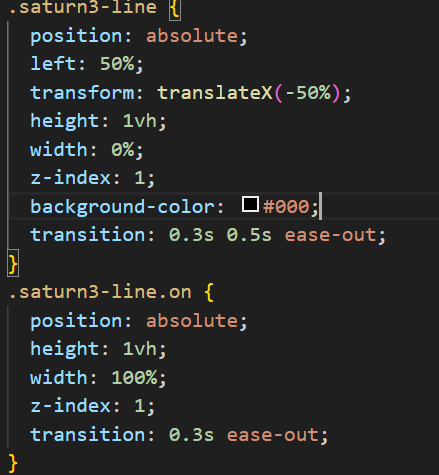 .saturn3-line {
position: absolute;
left: 50%;
transform: translateX(-50%);
height: 1vh;
width: 0%;
z-index: 1;
background-color: #000;
transition: 0.3s 0.5s ease-out;
}
.saturn3-line.on {
position: absolute;
height: 1vh;
width: 100%;
z-index: 1;
transition: 0.3s ease-out;
}